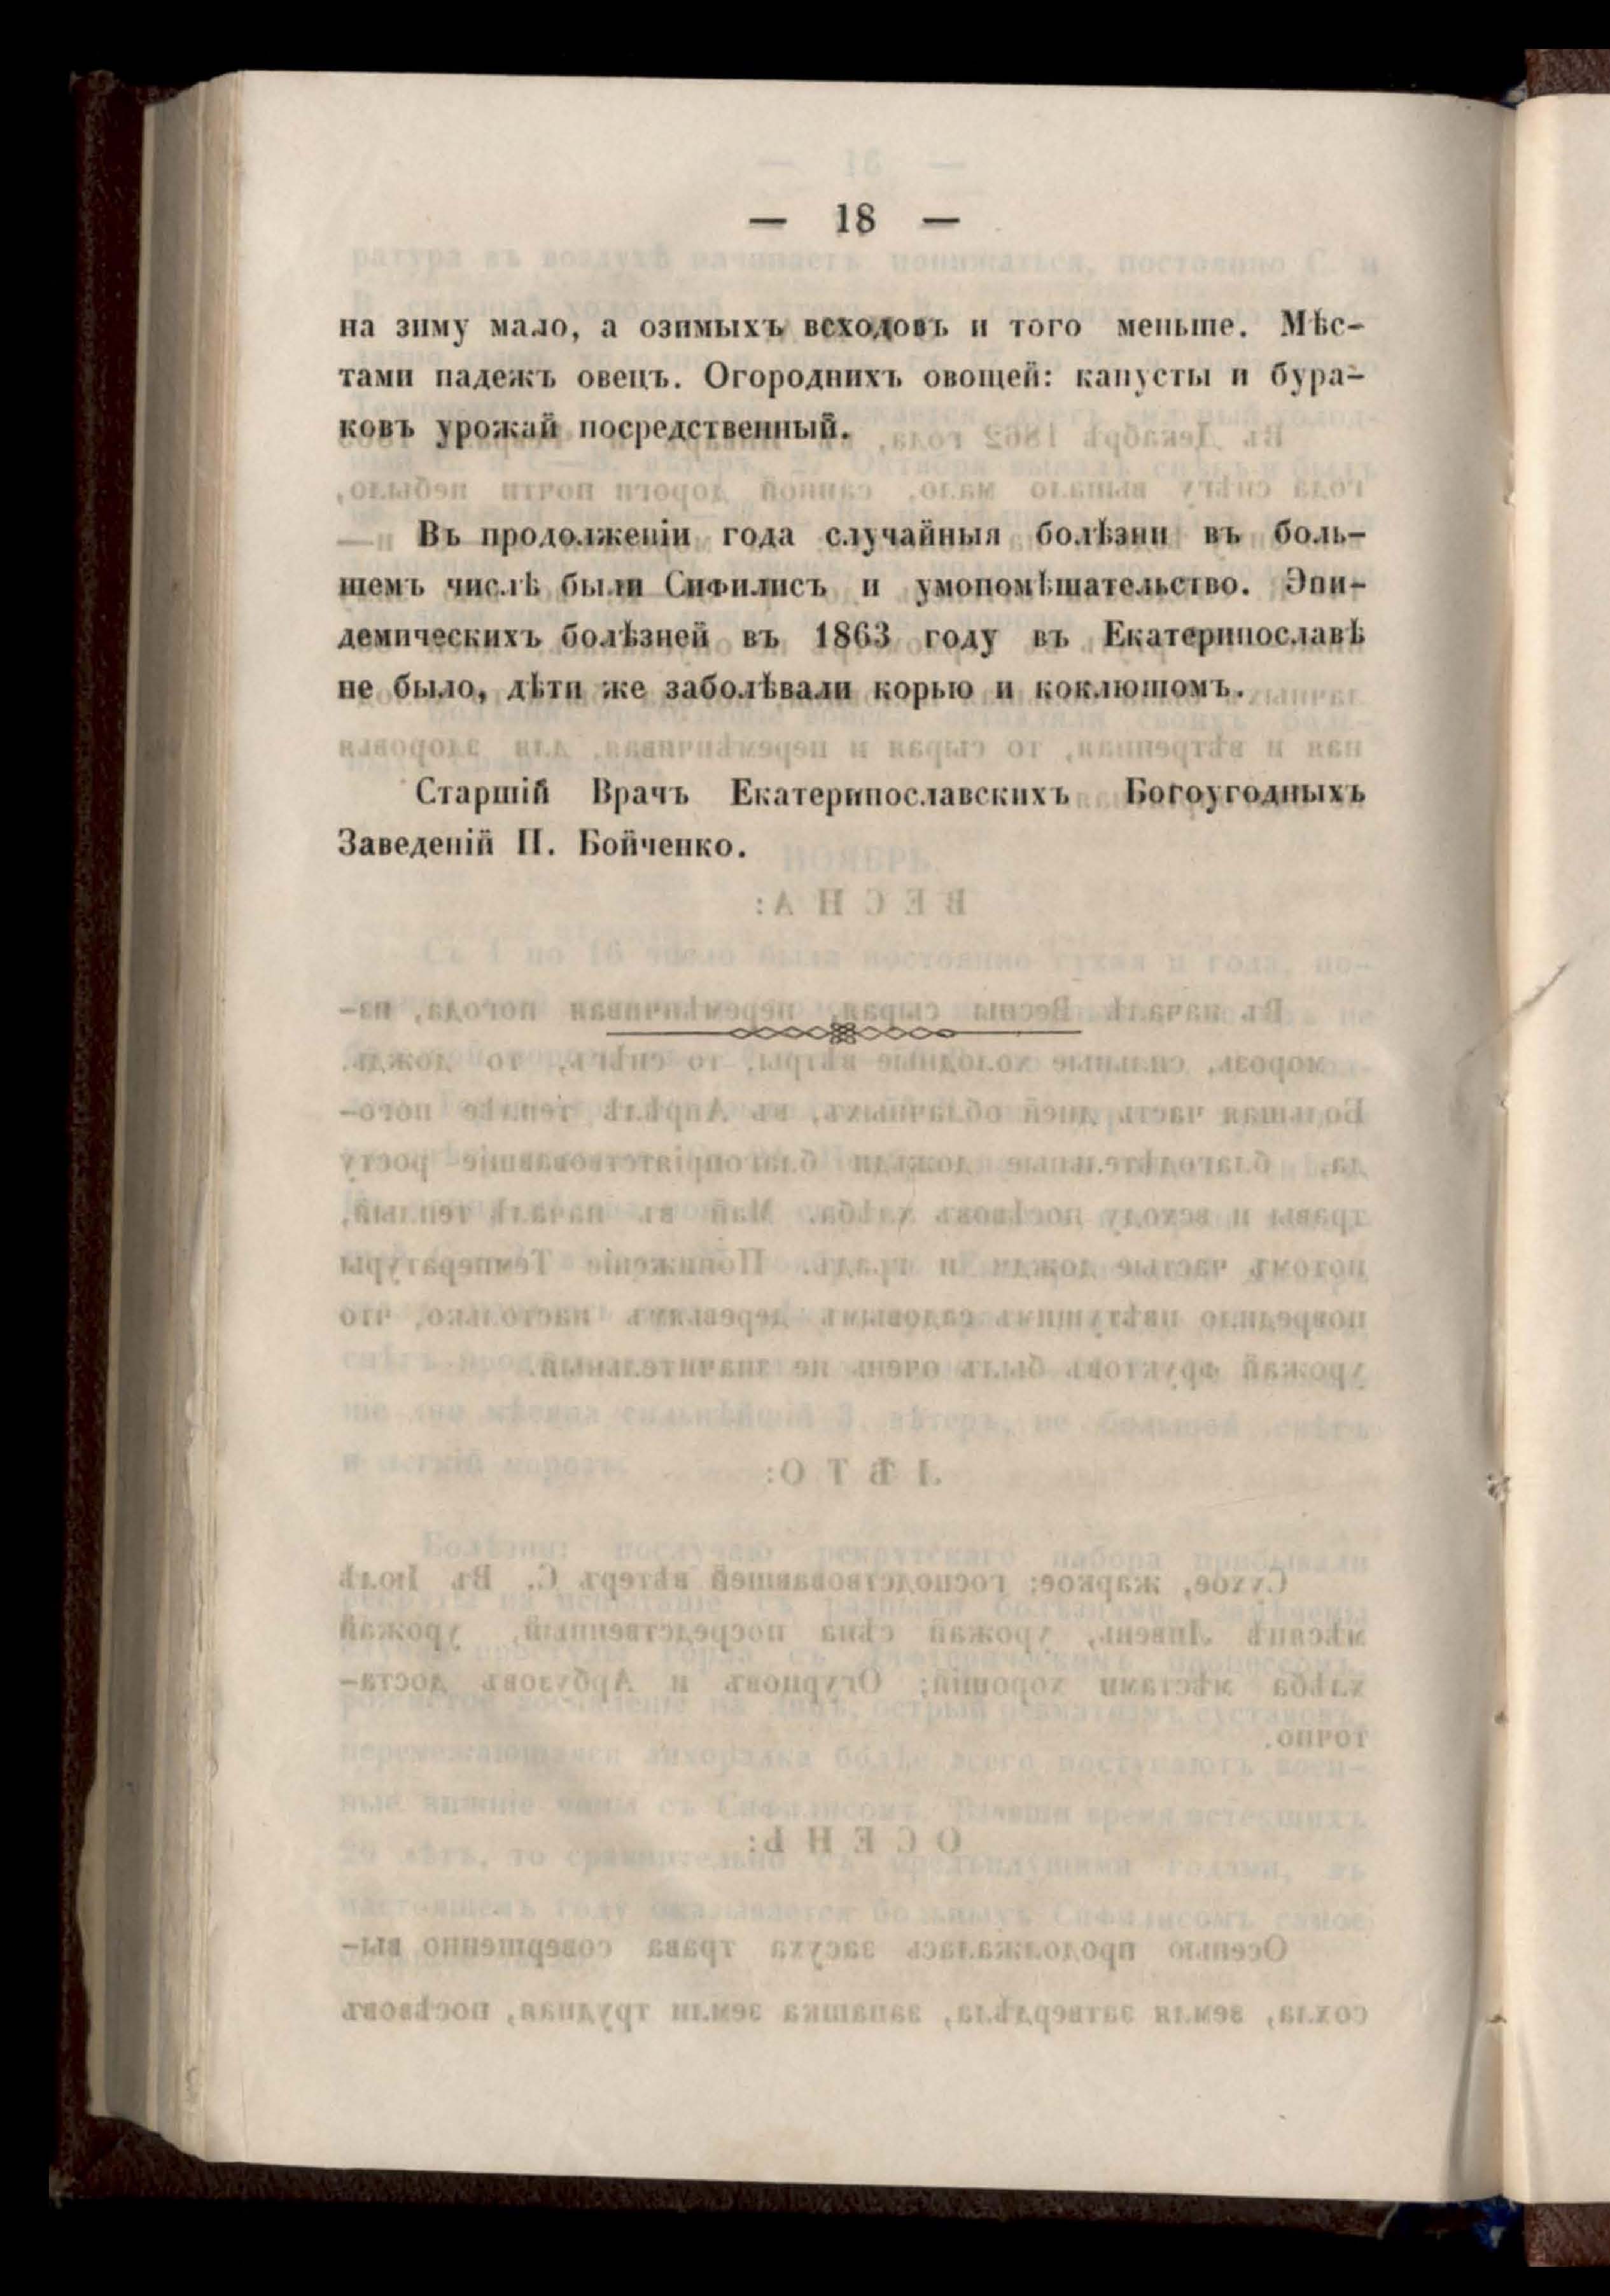 — 18 —
на зиму мало, а озимыхъ всходовъ и того меньше. Мѣс-
тами падежъ овецъ. Огороднихъ овощей: капусты и бура-
ковъ урожай посредственный.
Въ продолженіи года случайныя болѣзни въ боль-
шемъ числѣ были Сифилисъ и умопомѣшательство. Эпи-
демическихъ болѣзней въ 1863 году въ Екатеринославѣ
не было, дѣти же заболѣвали корью и коклюшомъ.
Старшій Врачъ Екатеринославскихъ Богоугодныхъ
Заведеній П. Бойченко.